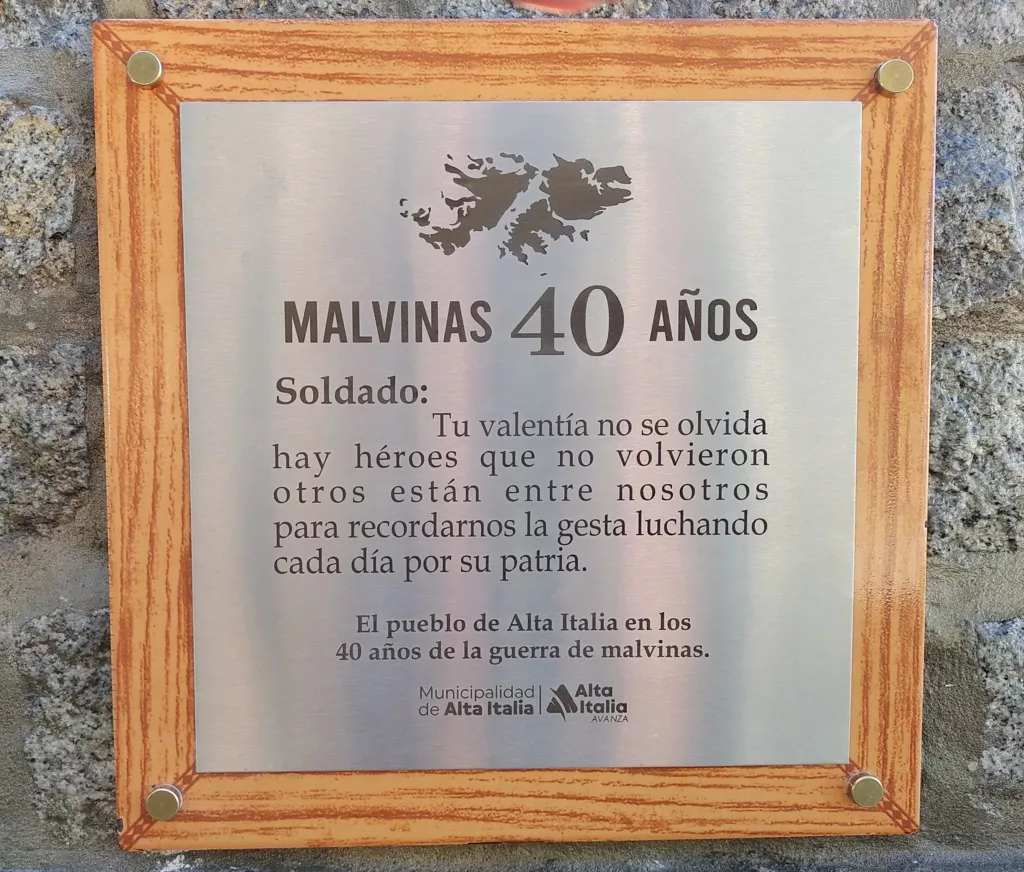 MALVINAS 40 AÑOS
Soldado:
Tu valentía no se olvida
hay héroes que no volvieron
otros están entre nosotros
para recordarnos la gesta luchando
cada día por su patria.
El pueblo de Alta Italia en los
40 años de la guerra de malvinas.
Municipalidad
de Alta Italia
Alta
Italia
AVANZA